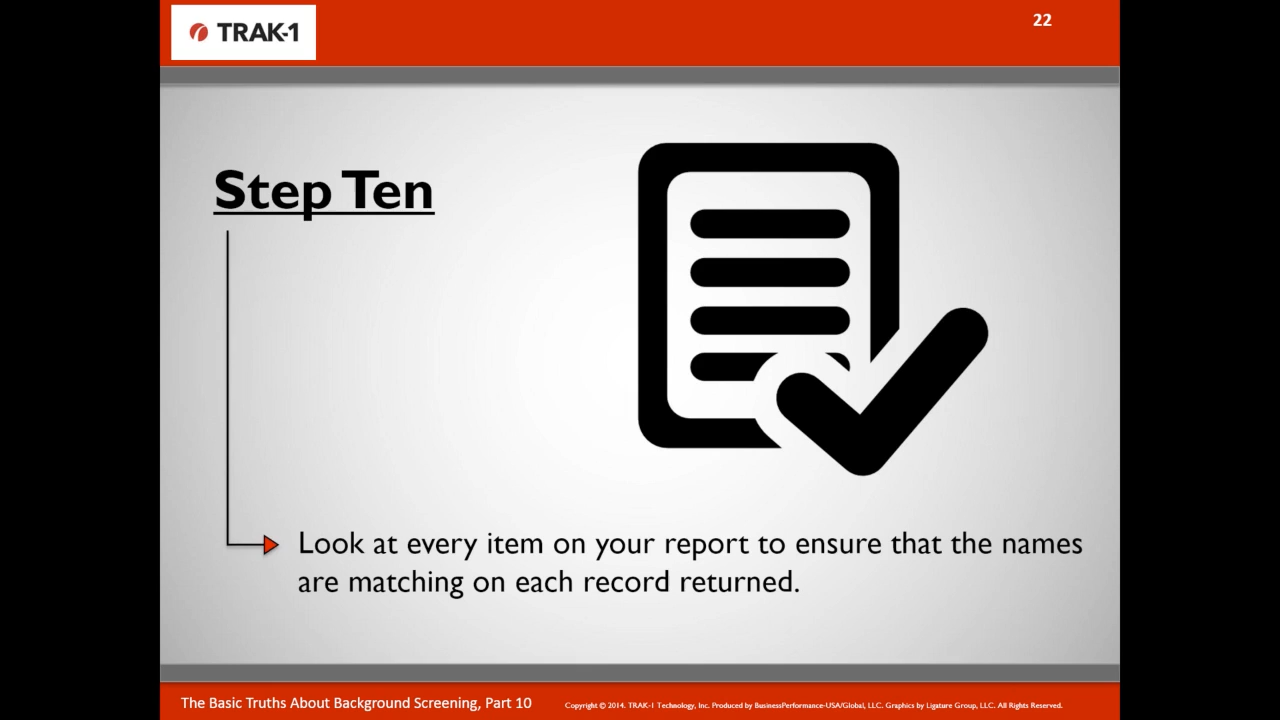 TRAK-1
22
Step Ten
Look at every item on your report to ensure that the names
are matching on each record returned.
The Basic Truths About Background Screening, Part 10
Copyright © 2014. TRAK-1 Technology, Inc. Produced by BusinessPerformance-USA/Global, LLC. Graphics by Ligature Group, LLC. All Rights Reserved.